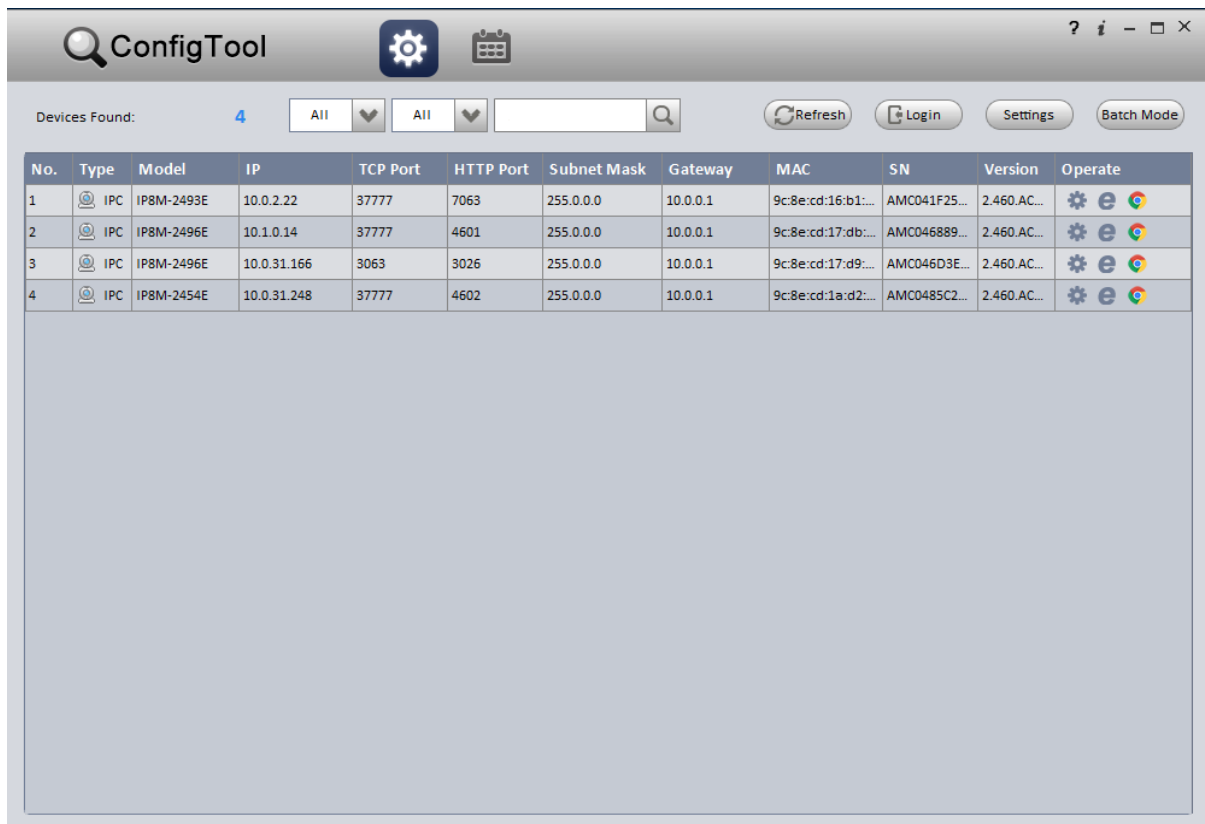 ConfigTool ? i
Devices Found: 4 All All Refresh Login Settings Batch Mode
No. Type Model IP TCP Port HTTP Port Subnet Mask Gateway MAC SN Version Operate
1 IPC IP8M-2493E 10.0.2.22 37777 7063 255.0.0.0 10.0.0.1 9c:8e:cd:16:b1:... AMC041F25... 2.460.AC...
2 IPC IP8M-2496E 10.1.0.14 37777 4601 255.0.0.0 10.0.0.1 9c:8e:cd:17:db:... AMC046889... 2.460.AC...
3 IPC IP8M-2496E 10.0.31.166 3063 3026 255.0.0.0 10.0.0.1 9c:8e:cd:17:d9:... AMC046D3E... 2.460.AC...
4 IPC IP8M-2454E 10.0.31.248 37777 4602 255.0.0.0 10.0.0.1 9c:8e:cd:1a:d2:... AMC0485C2... 2.460.AC...